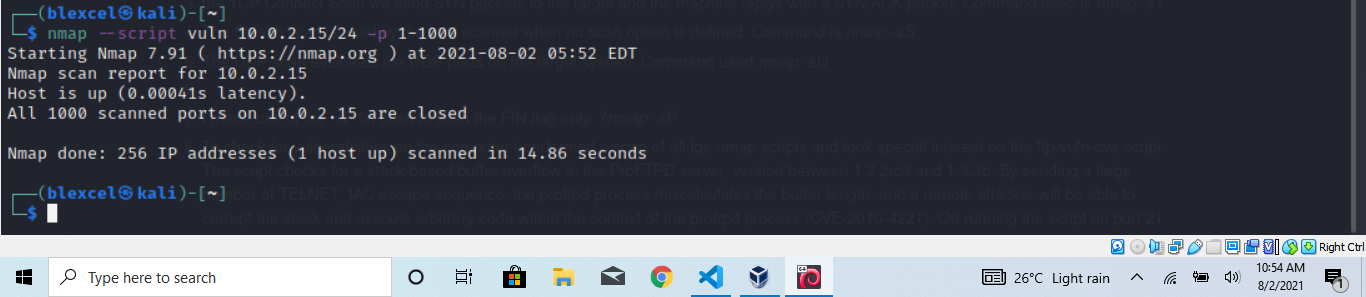 TCP Connect Scan we send SYN packets to the target and the machine replys with a SYN/ACK packet. Command used is nmap -sT
┌──(blexcel㉿kali)-[~]
└─$ nmap --script vuln 10.0.2.15/24 -p 1-1000
scanner when no scan option is defined. Command is nmap -sS
Starting Nmap 7.91 ( https://nmap.org ) at 2021-08-02 05:52 EDT
Command used nmap -sU
Nmap scan report for 10.0.2.15
Host is up (0.00041s latency).
All 1000 scanned ports on 10.0.2.15 are closed
the FIN flag only. ?nmap -sP
Nmap done: 256 IP addresses (1 host up) scanned in 14.86 seconds
of all tge nmap scripts and took special interest on the ftp-vuln-cve script.
The script checks for a stack-based buffer overflow in the ProFTPD server, version between 1.3.2rc3 and 1.3.3b. By sending a large
┌──(blexcel㉿kali)-[~]
number of TELNET_IAC escape sequence, the proftpd process miscalculates the buffer length, and a remote attacker will be able to
└─$
corrupt the stack and execute arbitrary code within the context of the proftpd process (CVE-2010-4221). On running the script on port 21
Right Ctrl
Type here to search
26°C Light rain
10:54 AM
8/2/2021
1